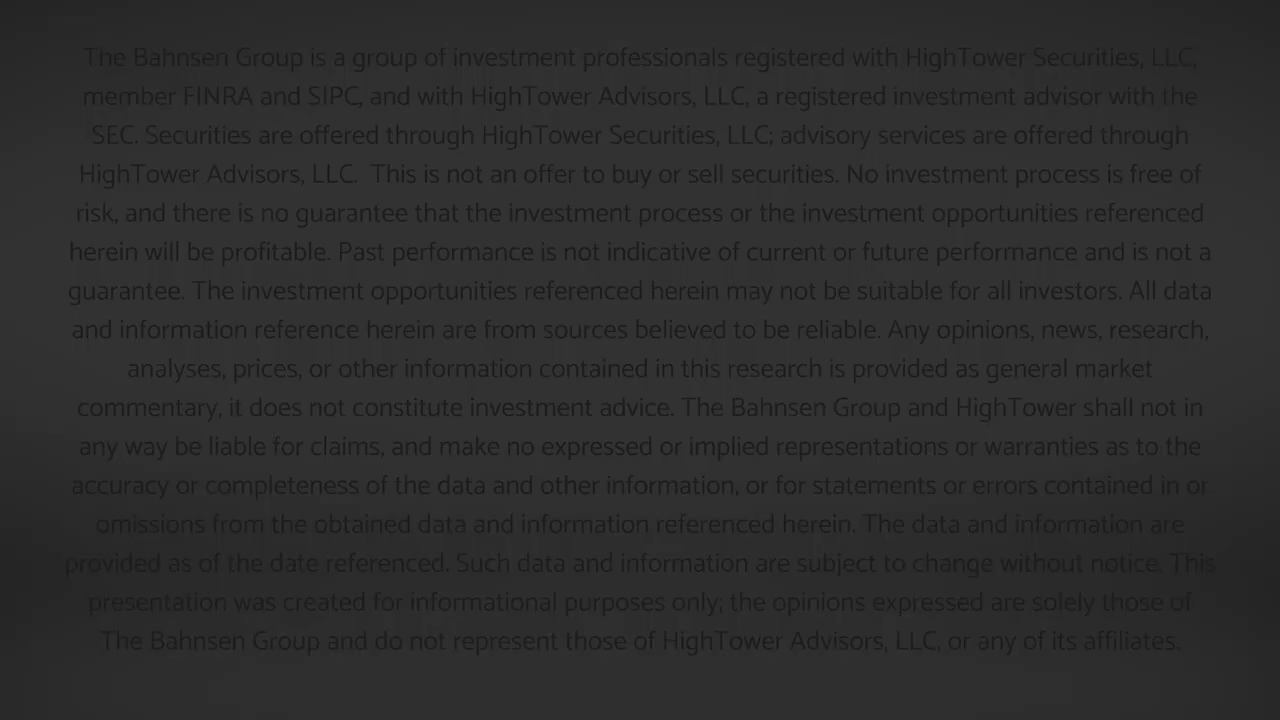 The Bahnsen Group is a group of investment professionals registered with HighTower Securities, LLC,
member FINRA and SIPC, and with HighTower Advisors, LLC, a registered investment advisor with the
SEC. Securities are offered through HighTower Securities, LLC; advisory services are offered through
HighTower Advisors, LLC.  This is not an offer to buy or sell securities. No investment process is free of
risk, and there is no guarantee that the investment process or the investment opportunities referenced
herein will be profitable. Past performance is not indicative of current or future performance and is not a
guarantee. The investment opportunities referenced herein may not be suitable for all investors. All data
and information reference herein are from sources believed to be reliable. Any opinions, news, research,
analyses, prices, or other information contained in this research is provided as general market
commentary, it does not constitute investment advice. The Bahnsen Group and HighTower shall not in
any way be liable for claims, and make no expressed or implied representations or warranties as to the
accuracy or completeness of the data and other information, or for statements or errors contained in or
omissions from the obtained data and information referenced herein. The data and information are
provided as of the date referenced. Such data and information are subject to change without notice. This
presentation was created for informational purposes only; the opinions expressed are solely those of
The Bahnsen Group and do not represent those of HighTower Advisors, LLC, or any of its affiliates.